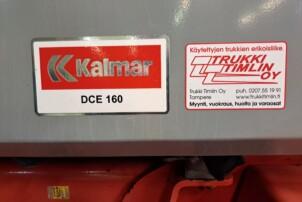 Kalmar
DCE 160
Käytettyjen trukkien erikoisliike
TRUKKI
TIMLIN
OY
Trukki Timlin Oy puh. 0207 55 19 91
Tampere www.trukkitimlin.fi
Myynti, vuokraus, huolto ja varaosat